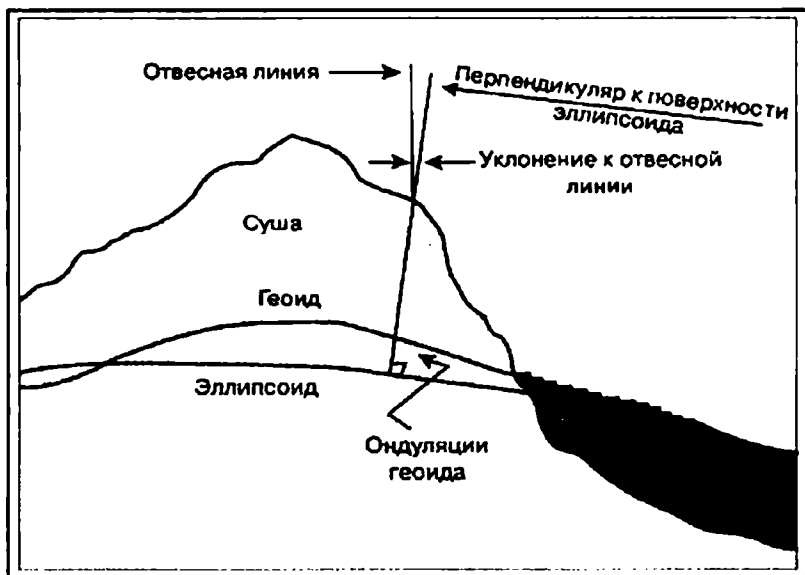 Отвесная линия
Перпендикуляр к поверхности
эллипсоида
Уклонение к отвесной
линии
Суша
Геоид
Эллипсоид
Ондуляции
геоида